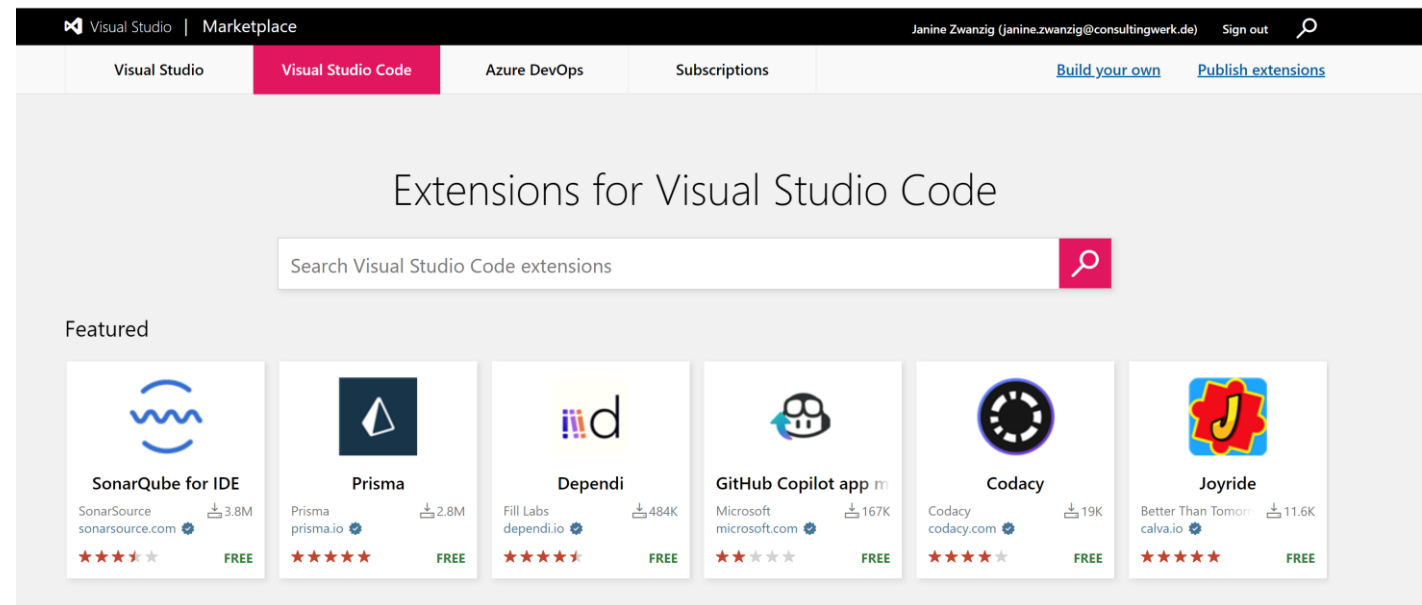 Visual Studio | Marketplace
Janine Zwanzig (janine.zwanzig@consultingwerk.de) Sign out
Visual Studio
Visual Studio Code
Azure DevOps
Subscriptions
Build your own
Publish extensions
Extensions for Visual Studio Code
Search Visual Studio Code extensions
Featured
SonarQube for IDE
SonarSource 3.8M
sonarsource.com
FREE
Prisma
Prisma 2.8M
prisma.io
FREE
iiid
Dependi
Fill Labs 484K
dependi.io
FREE
GitHub Copilot app m
Microsoft 167K
microsoft.com
FREE
Codacy
Codacy 19K
codacy.com
FREE
J
Joyride
Better Than Tomorr 11.6K
calva.io
FREE